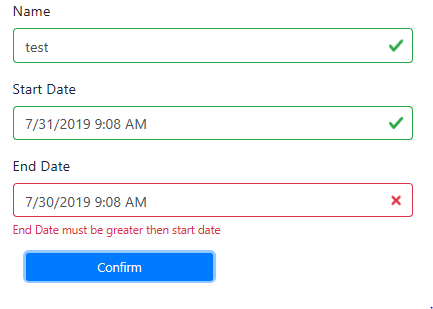 Name
test
Start Date
7/31/2019 9:08 AM
End Date
7/30/2019 9:08 AM
End Date must be greater then start date
Confirm
.